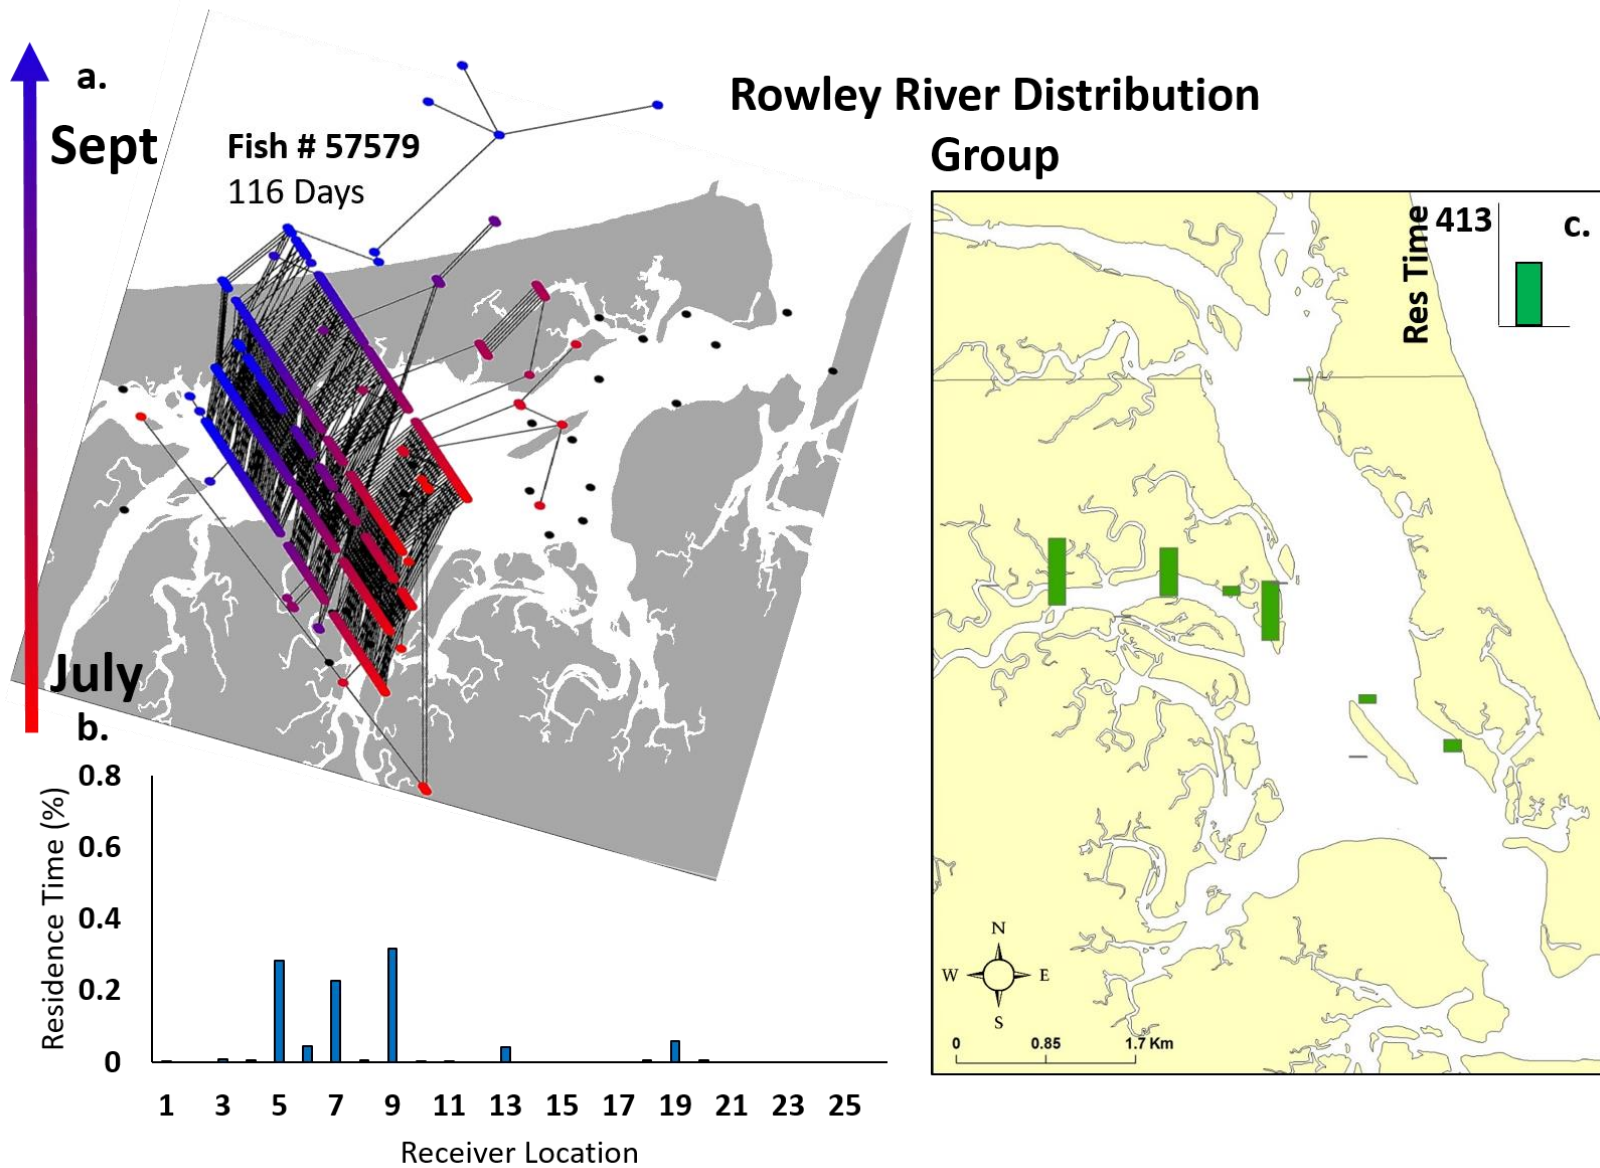 Rowley River Distribution
Group
a.
Sept
Fish # 57579
116 Days
July
b.
0.8
0.6
0.4
0.2
0
Residence Time (%)
1 3 5 7 9 11 13 15 17 19 21 23 25
Receiver Location
Res Time
413
c.
N
W E
S
0 0.85 1.7 Km